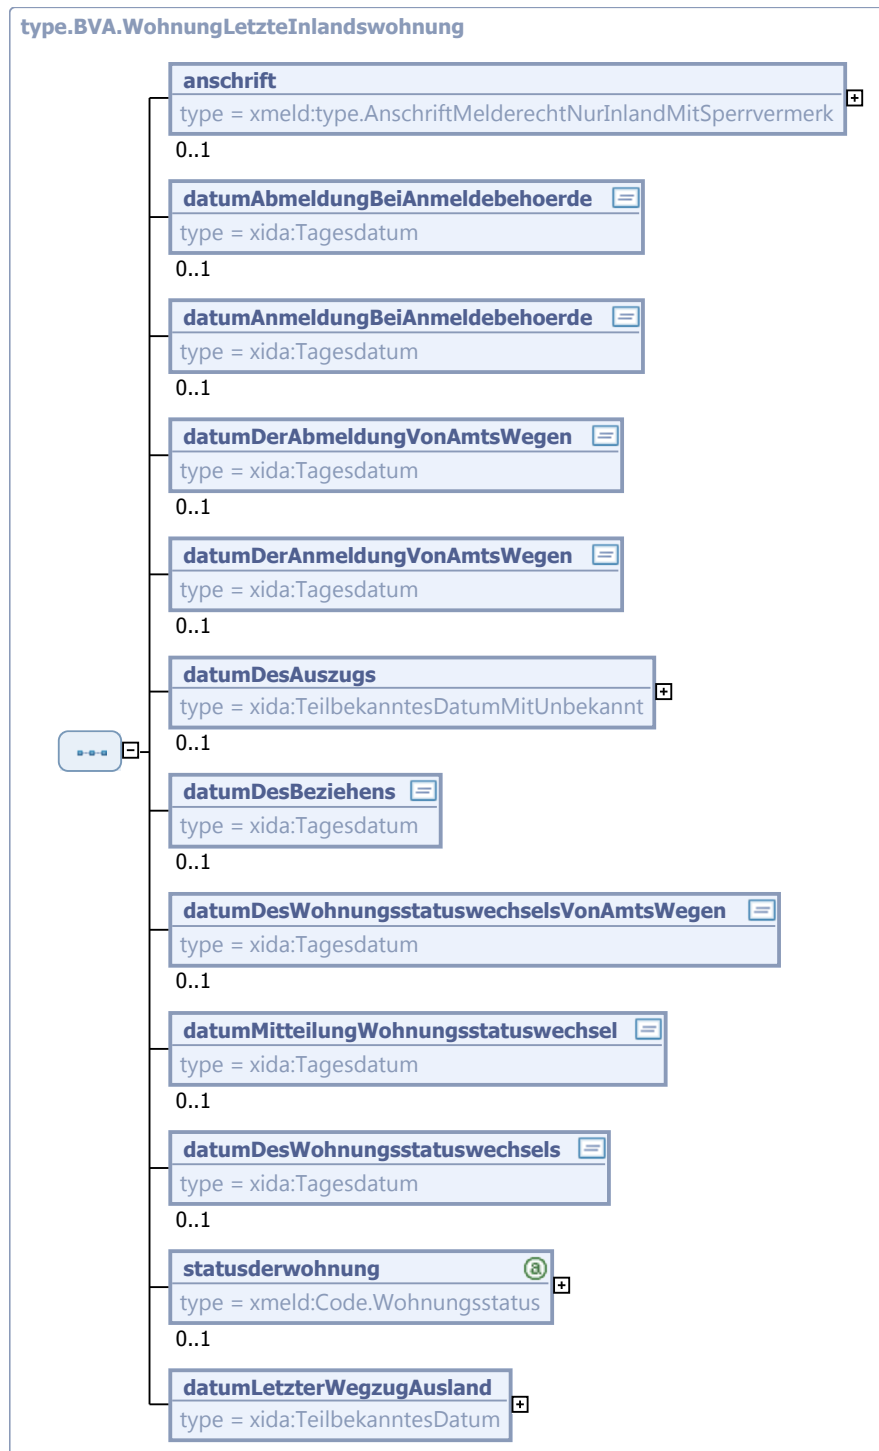 type.BVA.WohnungLetzteInlandswohnung
anschrift
type = xmeld:type.AnschriftMelderechtNurInlandMitSperrvermerk
0..1
datumAbmeldungBeiAnmeldebehoerde
type = xida:Tagesdatum
0..1
datumAnmeldungBeiAnmeldebehoerde
type = xida:Tagesdatum
0..1
datumDerAbmeldungVonAmtsWegen
type = xida:Tagesdatum
0..1
datumDerAnmeldungVonAmtsWegen
type = xida:Tagesdatum
0..1
datumDesAuszugs
type = xida:TeilbekanntesDatumMitUnbekannt
0..1
datumDesBeziehens
type = xida:Tagesdatum
0..1
datumDesWohnungsstatuswechselsVonAmtsWegen
type = xida:Tagesdatum
0..1
datumMitteilungWohnungsstatuswechsel
type = xida:Tagesdatum
0..1
datumDesWohnungsstatuswechsels
type = xida:Tagesdatum
0..1
statusderwohnung a
type = xmeld:Code.Wohnungsstatus
0..1
datumLetzterWegzugAusland
type = xida:TeilbekanntesDatum